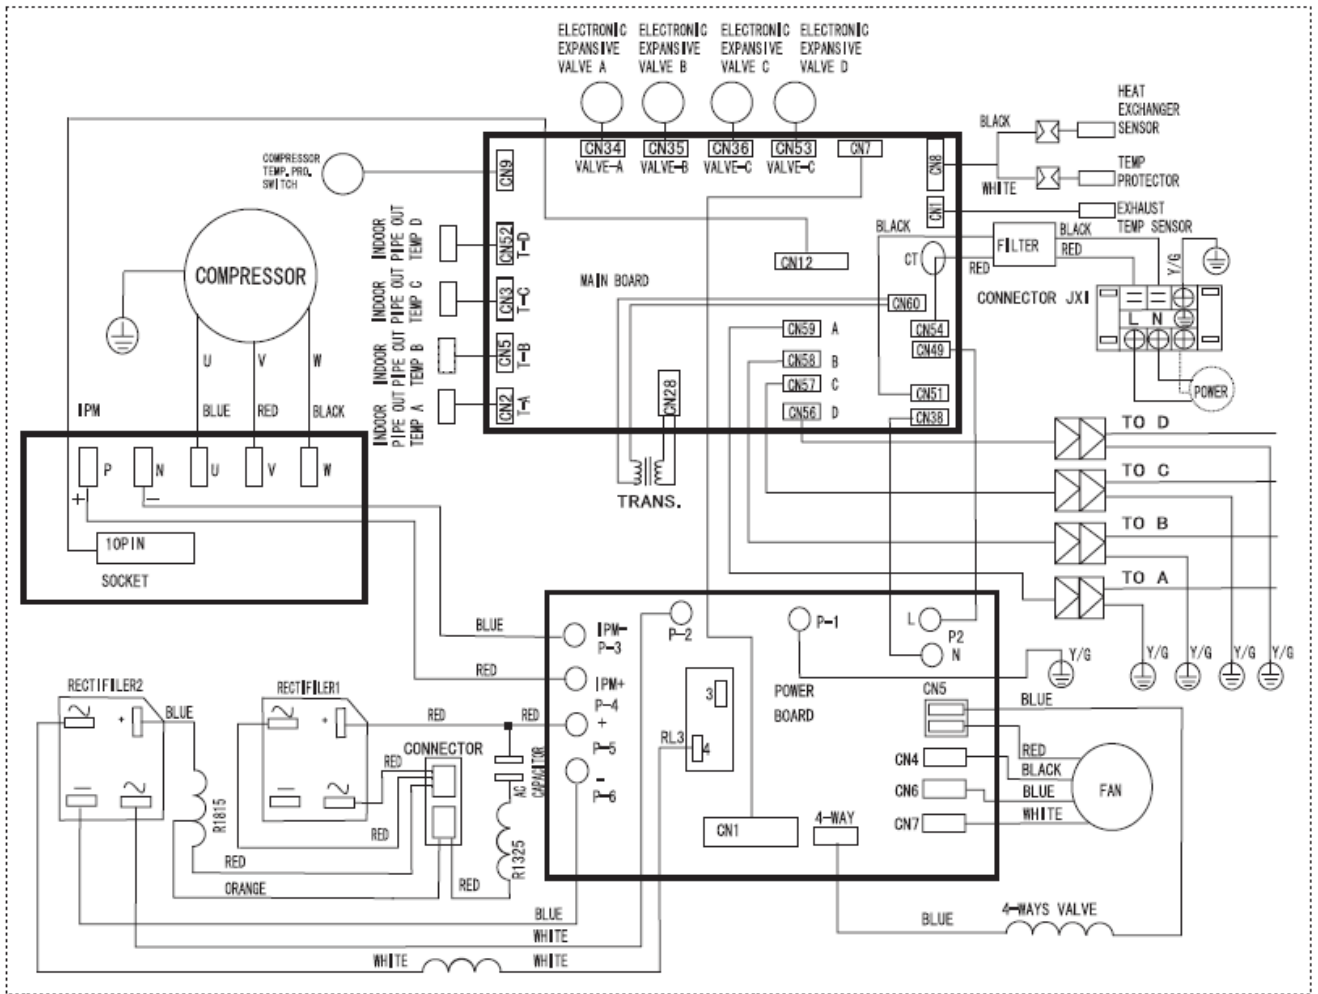 ELECTRONIC
EXPANSIVE
VALVE A
ELECTRONIC
EXPANSIVE
VALVE B
ELECTRONIC
EXPANSIVE
VALVE C
ELECTRONIC
EXPANSIVE
VALVE D
HEAT
EXCHANGER
SENSOR
BLACK
COMPRESSOR
TEMP. PRO.
SWITCH
CN9
CN34
VALVE-A
CN35
VALVE-B
CN36
VALVE-C
CN53
VALVE-C
CN7
CN8
TEMP
PROTECTOR
WHITE
CN1
EXHAUST
TEMP SENSOR
INDOOR
PIPE OUT
TEMP D
CN52
T-D
BLACK
FILTER
BLACK
RED
RED
CT
CN12
Y/G
COMPRESSOR
INDOOR
PIPE OUT
TEMP C
CN3
T-C
MAIN BOARD
CN60
CONNECTOR JX1
L N
CN59 A
CN54
CN49
INDOOR
PIPE OUT
TEMP B
CN5
T-B
CN58 B
CN57 C
CN56 D
CN51
CN38
POWER
U
V
W
BLUE
RED
BLACK
INDOOR
PIPE OUT
TEMP A
CN2
T-A
CN28
IPM
P
N
U
V
W
+
−
TRANS.
TO D
TO C
TO B
TO A
10PIN
SOCKET
BLUE
IPM-
P-3
P-2
P-1
L
P2
N
Y/G
Y/G
Y/G
Y/G
Y/G
RED
IPM+
P-4
POWER
BOARD
RECTIFILER2
RECTIFILER1
3
RL3
4
CN5
BLUE
+
BLUE
+
RED
RED
+
P-5
CONNECTOR
RED
AC
CAPACITOR
-
P-6
RED
BLACK
CN4
CN6
BLUE
FAN
CN7
WHITE
R1815
RED
R1325
CN1
4-WAY
RED
ORANGE
RED
BLUE
WHITE
WHITE
WHITE
BLUE
4-WAYS VALVE